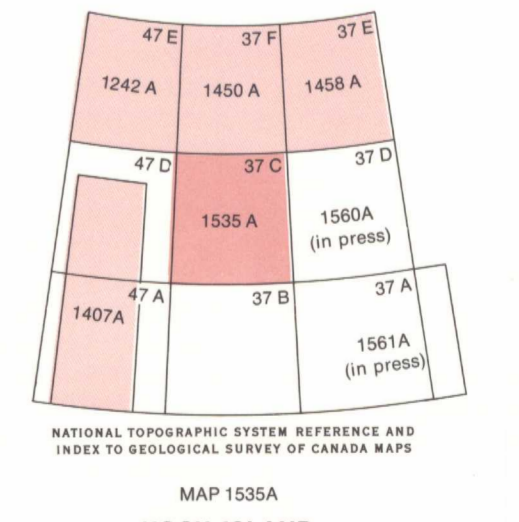 47 E
37 F
37 E
1242 A
1450 A
1458 A
47 D
37 C
37 D
1535 A
1560A
(in press)
47 A
37 B
37 A
1407A
1561A
(in press)
NATIONAL TOPOGRAPHIC SYSTEM REFERENCE AND
INDEX TO GEOLOGICAL SURVEY OF CANADA MAPS
MAP 1535A